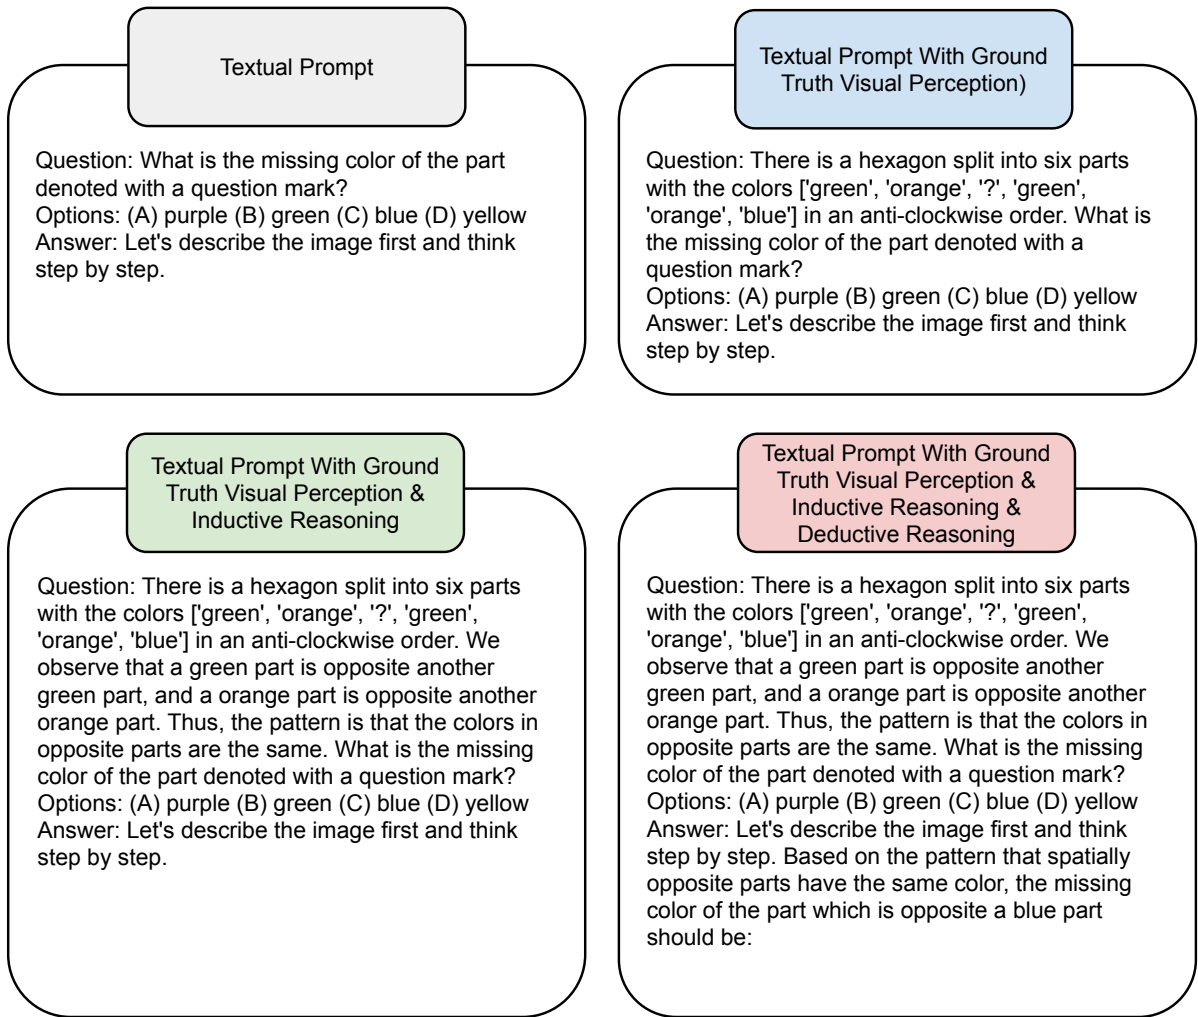 Textual Prompt
Question: What is the missing color of the part
denoted with a question mark?
Options: (A) purple (B) green (C) blue (D) yellow
Answer: Let's describe the image first and think
step by step.
Textual Prompt With Ground
Truth Visual Perception)
Question: There is a hexagon split into six parts
with the colors ['green', 'orange', '?', 'green',
'orange', 'blue'] in an anti-clockwise order. What is
the missing color of the part denoted with a
question mark?
Options: (A) purple (B) green (C) blue (D) yellow
Answer: Let's describe the image first and think
step by step.
Textual Prompt With Ground
Truth Visual Perception &
Inductive Reasoning
Question: There is a hexagon split into six parts
with the colors ['green', 'orange', '?', 'green',
'orange', 'blue'] in an anti-clockwise order. We
observe that a green part is opposite another
green part, and a orange part is opposite another
orange part. Thus, the pattern is that the colors in
opposite parts are the same. What is the missing
color of the part denoted with a question mark?
Options: (A) purple (B) green (C) blue (D) yellow
Answer: Let's describe the image first and think
step by step.
Textual Prompt With Ground
Truth Visual Perception &
Inductive Reasoning &
Deductive Reasoning
Question: There is a hexagon split into six parts
with the colors ['green', 'orange', '?', 'green',
'orange', 'blue'] in an anti-clockwise order. We
observe that a green part is opposite another
green part, and a orange part is opposite another
orange part. Thus, the pattern is that the colors in
opposite parts are the same. What is the missing
color of the part denoted with a question mark?
Options: (A) purple (B) green (C) blue (D) yellow
Answer: Let's describe the image first and think
step by step. Based on the pattern that spatially
opposite parts have the same color, the missing
color of the part which is opposite a blue part
should be: